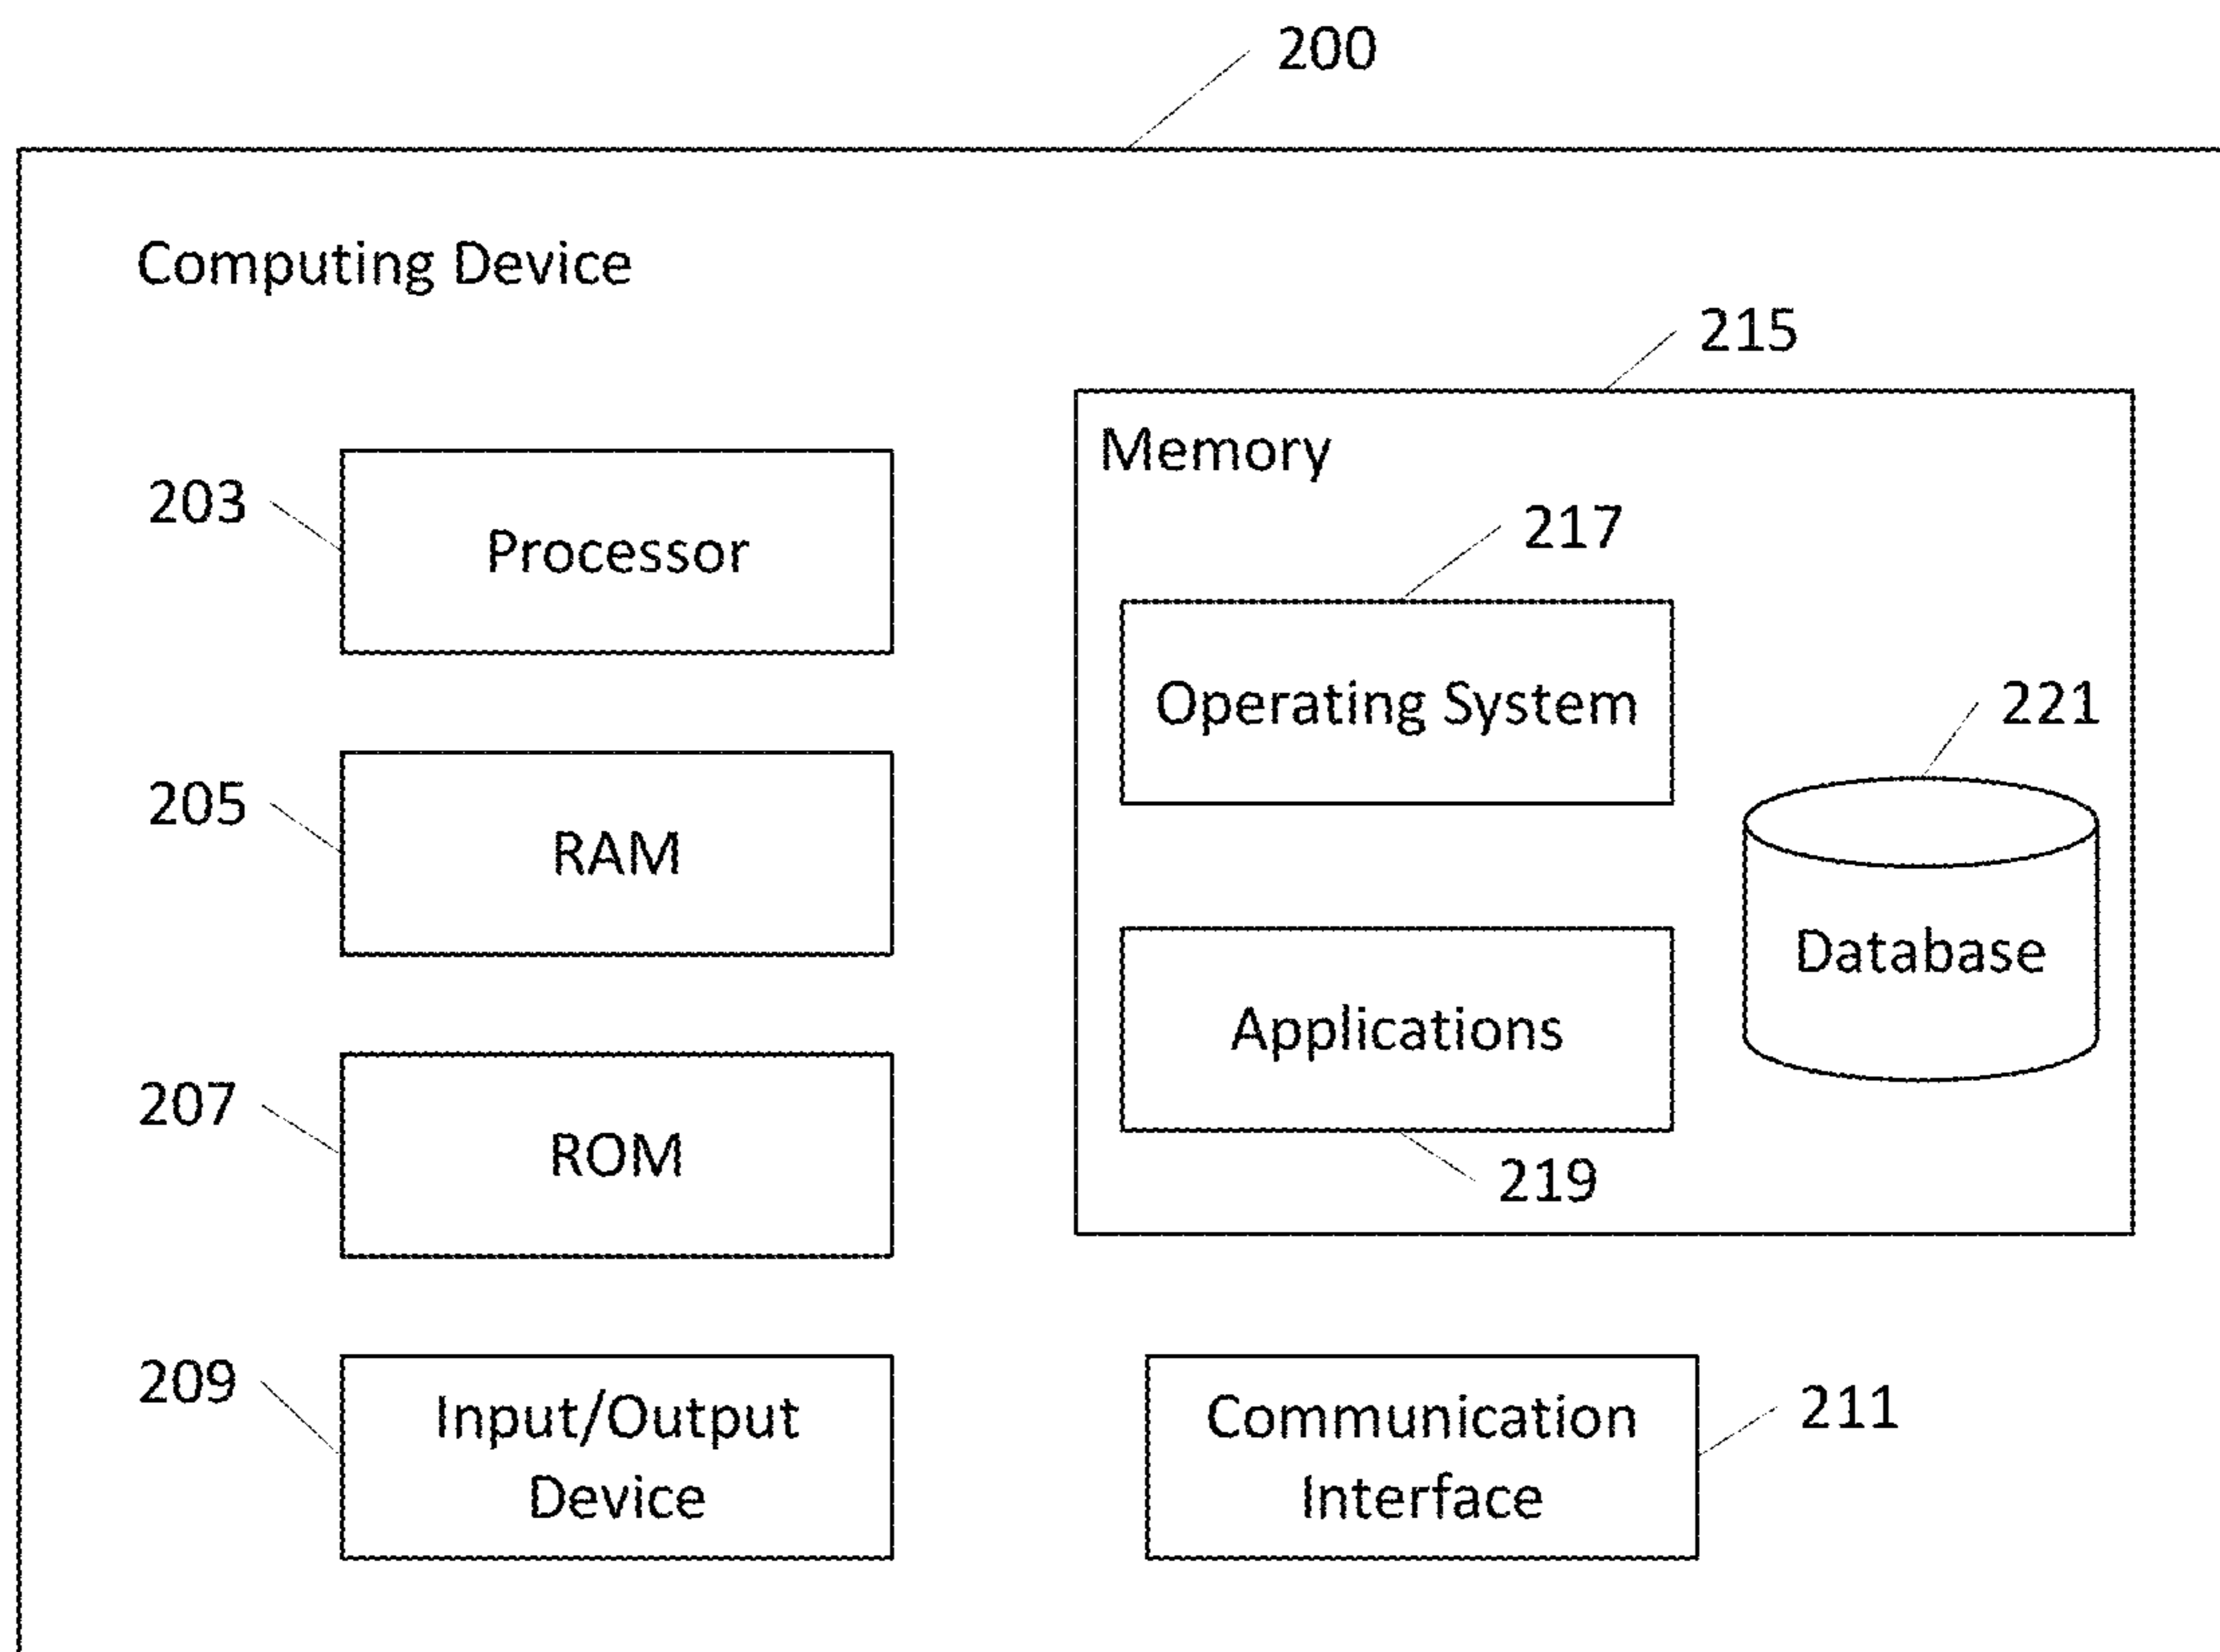 200
Computing Device
215
Memory
203
Processor
217
Operating System
221
205
RAM
Database
Applications
207
ROM
219
209
Input/Output
Device
Communication
Interface
211